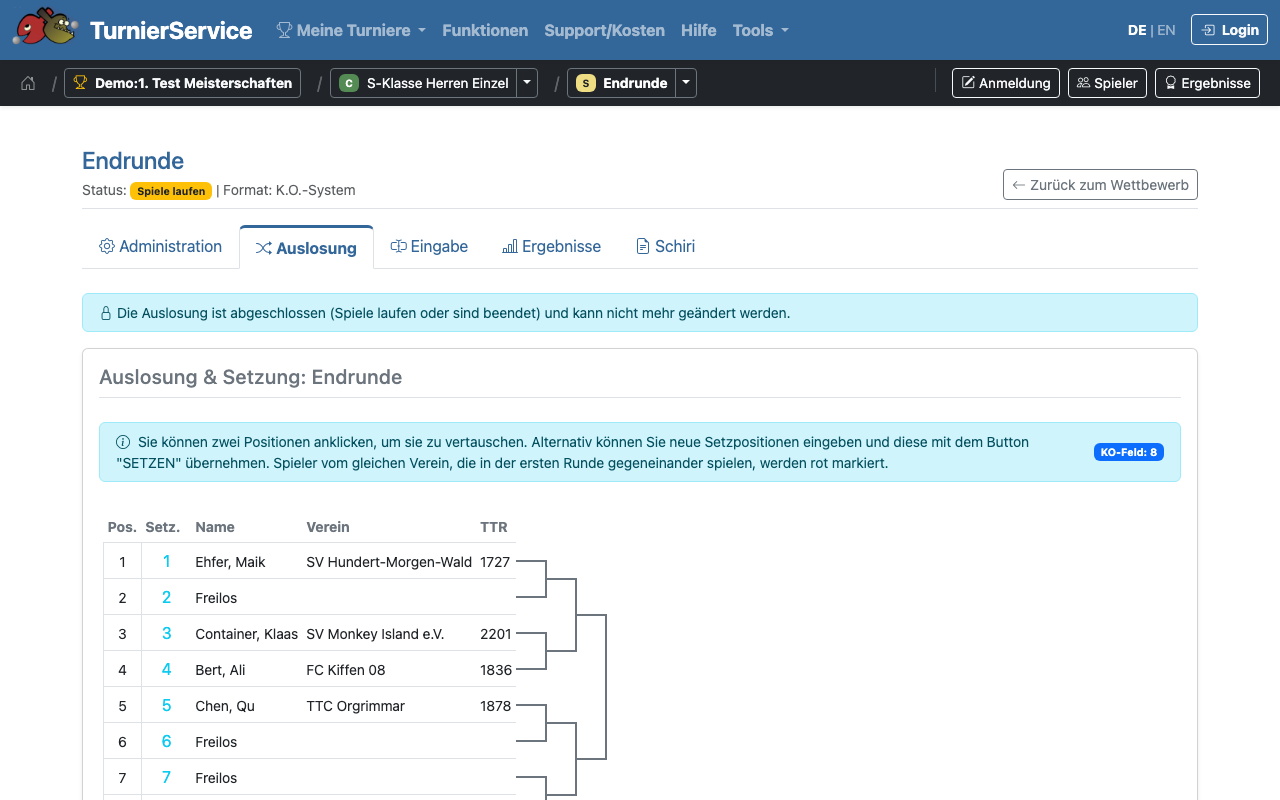 TurnierService
Meine Turniere
Funktionen
Support/Kosten
Hilfe
Tools
DE | EN
Login
/ Demo:1. Test Meisterschaften
/ C S-Klasse Herren Einzel
/ S Endrunde
Anmeldung
Spieler
Ergebnisse
Endrunde
Status: Spiele laufen | Format: K.O.-System
← Zurück zum Wettbewerb
Administration
Auslosung
Eingabe
Ergebnisse
Schiri
Die Auslosung ist abgeschlossen (Spiele laufen oder sind beendet) und kann nicht mehr geändert werden.
Auslosung & Setzung: Endrunde
Sie können zwei Positionen anklicken, um sie zu vertauschen. Alternativ können Sie neue Setzpositionen eingeben und diese mit dem Button
"SETZEN" übernehmen. Spieler vom gleichen Verein, die in der ersten Runde gegeneinander spielen, werden rot markiert.
KO-Feld: 8
Pos. Setz. Name Verein TTR
1 1 Ehfer, Maik SV Hundert-Morgen-Wald 1727
2 2 Freilos
3 3 Container, Klaas SV Monkey Island e.V. 2201
4 4 Bert, Ali FC Kiffen 08 1836
5 5 Chen, Qu TTC Orgrimmar 1878
6 6 Freilos
7 7 Freilos